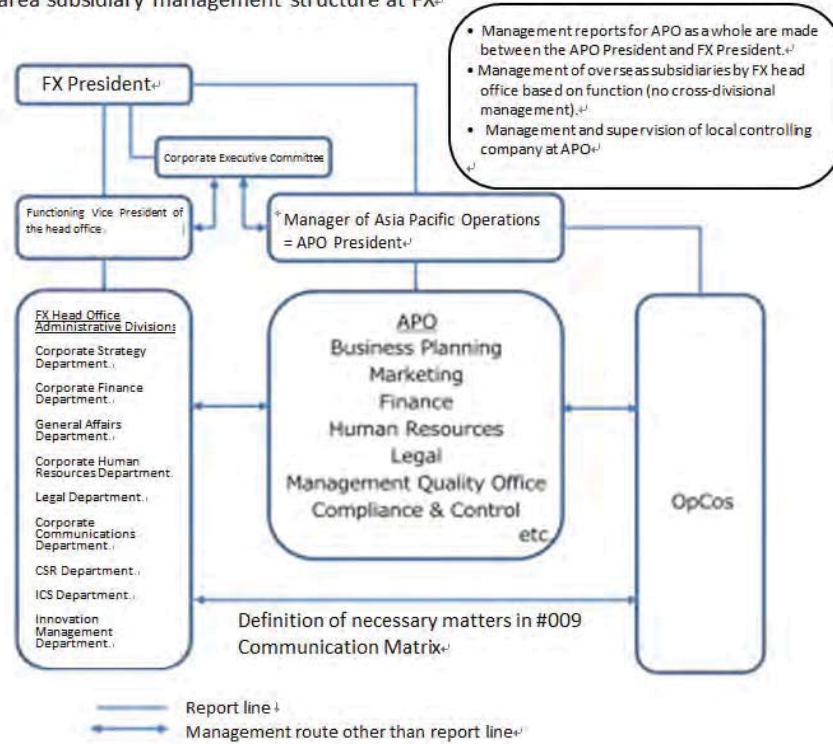 area subsidiary management structure at FX
• Management reports for APO as a whole are made
between the APO President and FX President.
• Management of overseas subsidiaries by FX head
office based on function (no cross-divisional
management).
• Management and supervision of local controlling
company at APO
FX President
Corporate Executive Committee
Functioning Vice President of
the head office
* Manager of Asia Pacific Operations
= APO President
FX Head Office
Administrative Divisions
Corporate Strategy
Department
Corporate Finance
Department
General Affairs
Department
Corporate Human
Resources Department
Legal Department
Corporate
Communications
Department
CSR Department
ICS Department
Innovation
Management
Department
APO
Business Planning
Marketing
Finance
Human Resources
Legal
Management Quality Office
Compliance & Control
etc
OpCos
Definition of necessary matters in #009
Communication Matrix
Report line
Management route other than report line